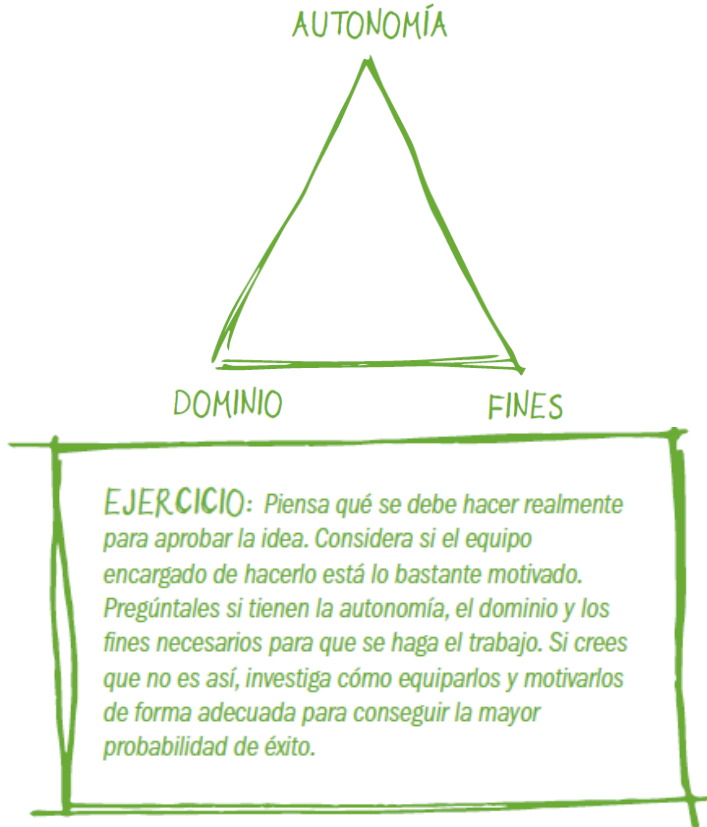 AUTONOMÍA
DOMINIO
FINES
EJERCICIO: Piensa qué se debe hacer realmente
para aprobar la idea. Considera si el equipo
encargado de hacerlo está lo bastante motivado.
Pregúntales si tienen la autonomía, el dominio y los
fines necesarios para que se haga el trabajo. Si crees
que no es así, investiga cómo equiparlos y motivarlos
de forma adecuada para conseguir la mayor
probabilidad de éxito.